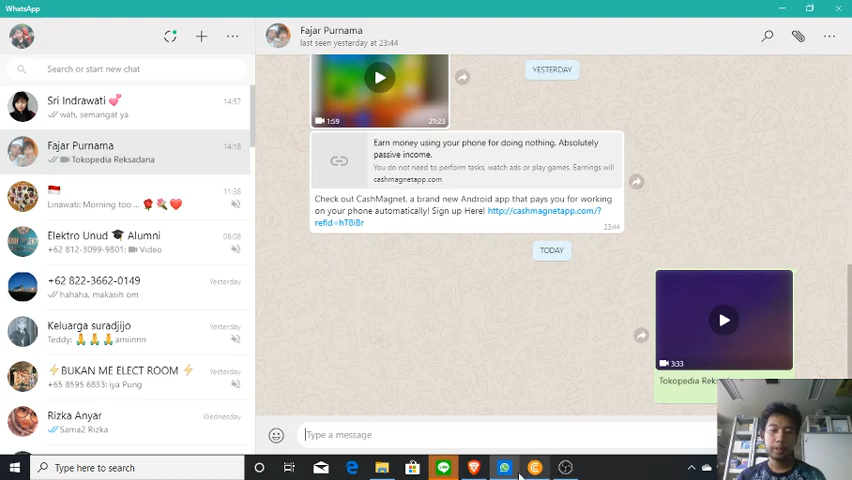 WhatsApp
Search or start new chat
Sri Indrawati 💕 14:57
wah, semangat ya
Fajar Purnama 14:18
Tokopedia Reksadana
🇮🇩 11:38
Linawati: Morning too ... 🌹💐❤️
Elektro Unud 🎓 Alumni 08:08
+62 812-3099-9801: Video
+62 822-3662-0149 Yesterday
hahaha, makasih om
Keluarga suradjijo Yesterday
Teddy: 🙏🙏🙏amiinnn
⚡BUKAN ME ELECT ROOM ⚡ Yesterday
+65 8595 6833: iya Pung
Rizka Anyar Wednesday
Sama2 Rizka
Fajar Purnama
last seen yesterday at 23:44
YESTERDAY
1:59 21:23
Earn money using your phone for doing nothing. Absolutely
passive income.
You do not need to perform tasks, watch ads or play games. Earnings will
cashmagnetapp.com
Check out CashMagnet, a brand new Android app that pays you for working
on your phone automatically! Sign up Here! http://cashmagnetapp.com/?
refId=hT8i8r
23:44
TODAY
3:33
Tokopedia
Type a message
Type here to search